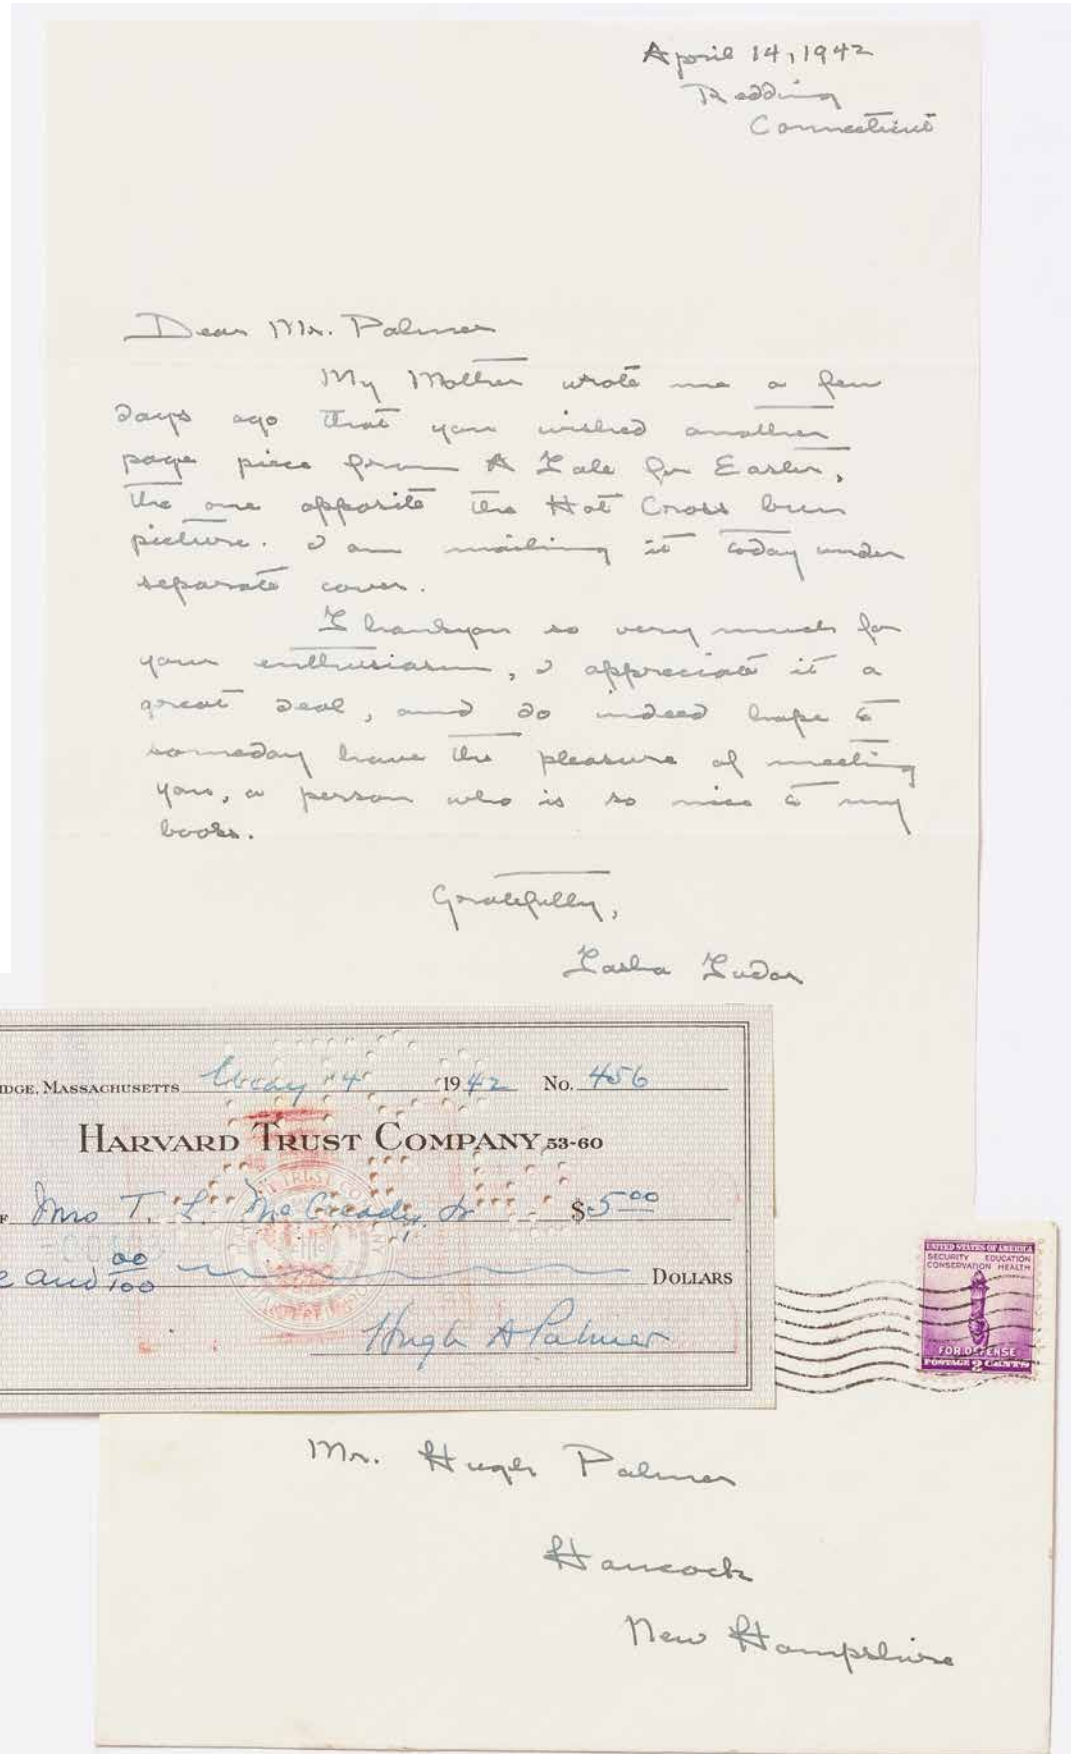 April 14, 1942
Redding
Connecticut
Dear Mr. Palmer
My Mother wrote me a few
days ago that you wished another
page piece from A Tale for Easter,
the one opposite the Hot Cross bun
picture. I am mailing it today under
separate cover.
Thankyou so very much for
your enthusiasm, I appreciate it a
great deal, and do indeed hope to
someday have the pleasure of meeting
you, a person who is so nice to my
books.
Gratefully,
Tasha Tudor
IDGE, MASSACHUSETTS May 4 1942 No. 456
HARVARD TRUST COMPANY 53-60
F Mrs T. L. McCready, Jr $5 00
e and 00/100 DOLLARS
Hugh A Palmer
UNITED STATES OF AMERICA
SECURITY EDUCATION
CONSERVATION HEALTH
FOR DEFENSE
POSTAGE 3 CENTS
Mr. Hugh Palmer
Hancock
New Hampshire